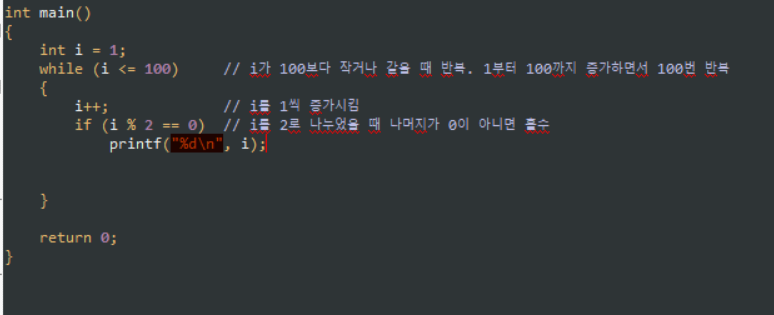 int main()
{
int i = 1;
while (i <= 100) // i가 100보다 작거나 같을 때 반복. 1부터 100까지 증가하면서 100번 반복
{
i++; // i를 1씩 증가시킴
if (i % 2 == 0) // i를 2로 나누었을 때 나머지가 0이 아니면 홀수
printf("%d\n", i);
}
return 0;
}